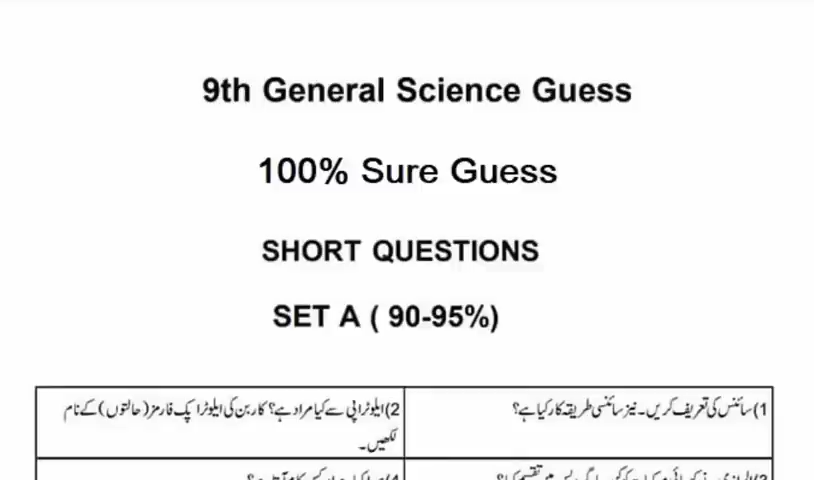 9th General Science Guess
100% Sure Guess
SHORT QUESTIONS
SET A ( 90-95%)
1) سائنس کی تعریف کریں۔ نیز سائنسی طریقہ کار کیا ہے؟
2) ایلوٹراپی سے کیا مراد ہے؟ کاربن کی ایلوٹراپک فارمز (حالتوں) کے نام
لکھیں۔